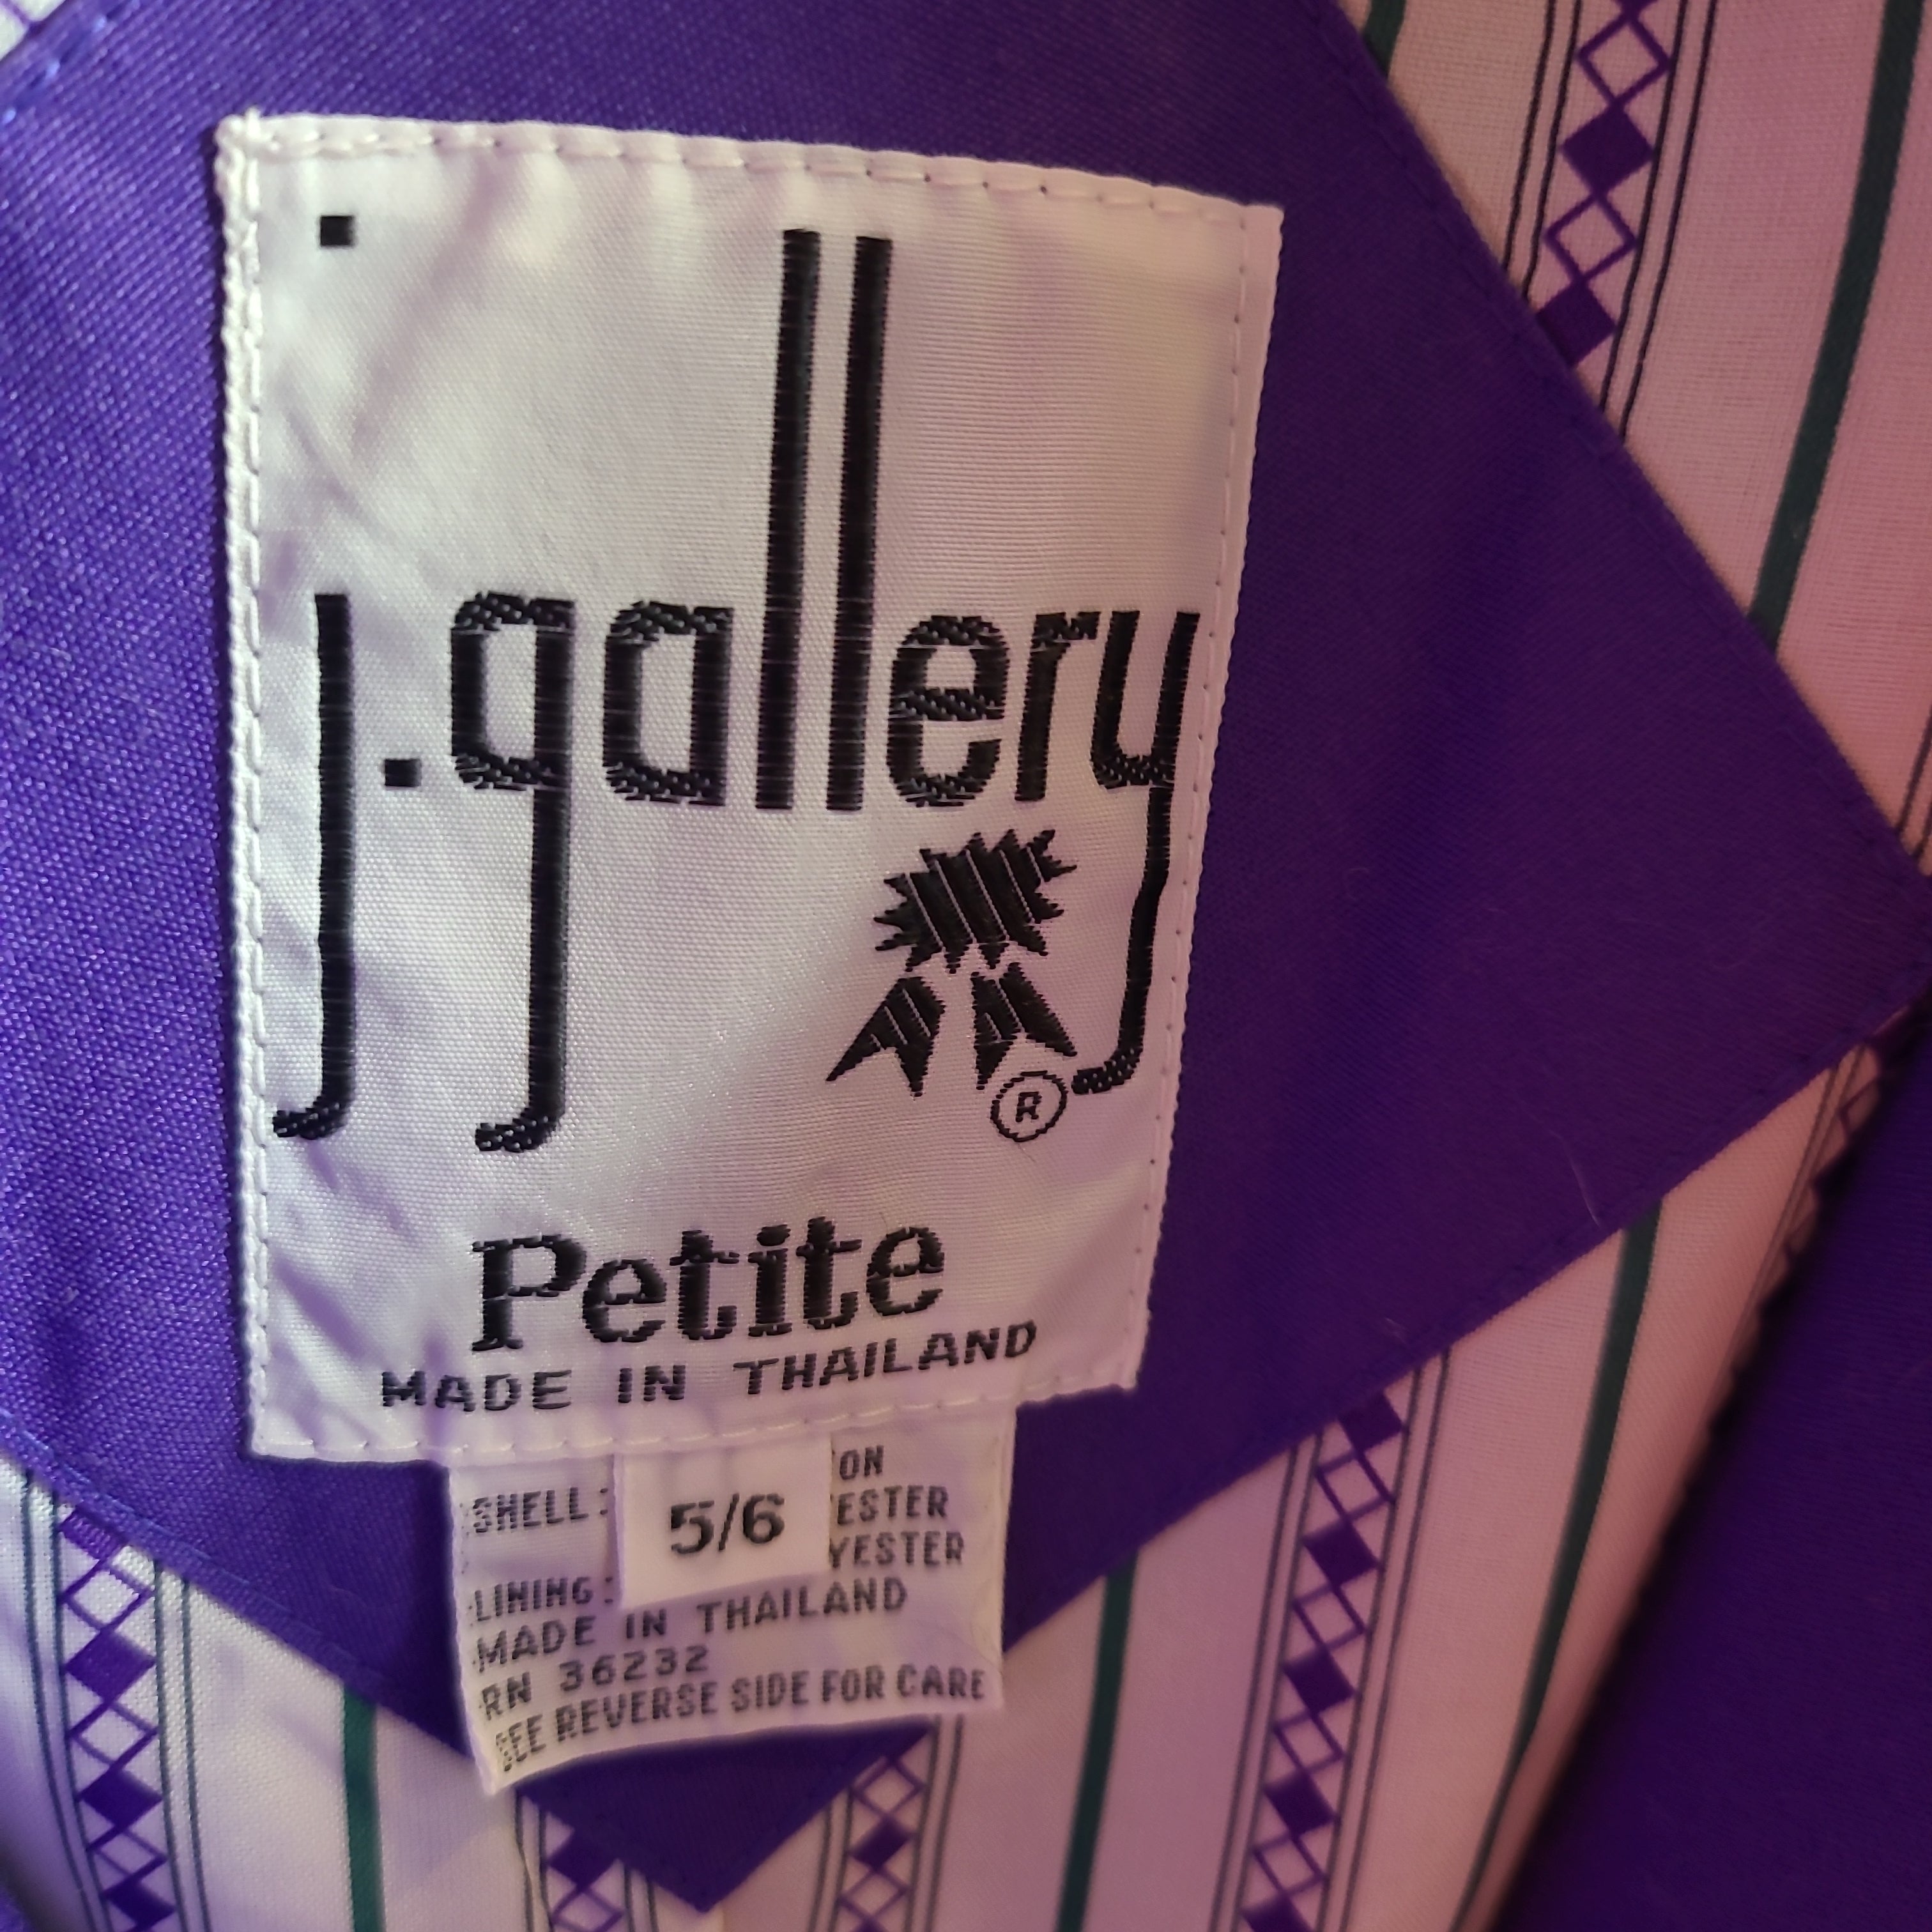 j.gallery
®
Petite
MADE IN THAILAND
ON
SHELL: 5/6 ESTER
YESTER
LINING:
MADE IN THAILAND
RN 36232
SEE REVERSE SIDE FOR CARE